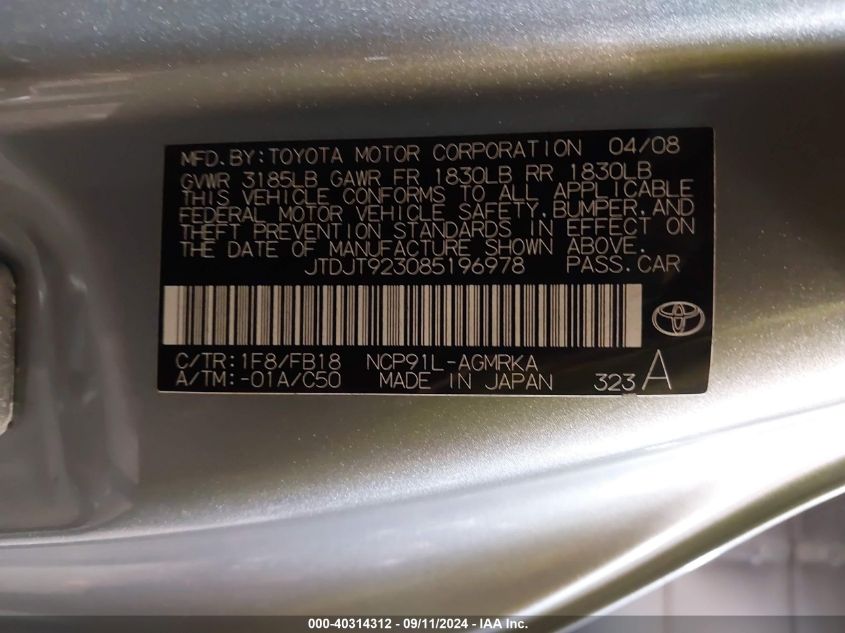 MFD. BY: TOYOTA MOTOR CORPORATION 04/08
GVWR 3185LB GAWR FR 1830LB RR 1830LB
THIS VEHICLE CONFORMS TO ALL APPLICABLE
FEDERAL MOTOR VEHICLE SAFETY, BUMPER, AND
THEFT PREVENTION STANDARDS IN EFFECT ON
THE DATE OF MANUFACTURE SHOWN ABOVE.
JTDJT923085196978 PASS. CAR
C/TR: 1F8/FB18 NCP91L-AGMRKA
A/TM: -01A/C50 MADE IN JAPAN 323 A
000-40314312 - 09/11/2024 - IAA Inc.